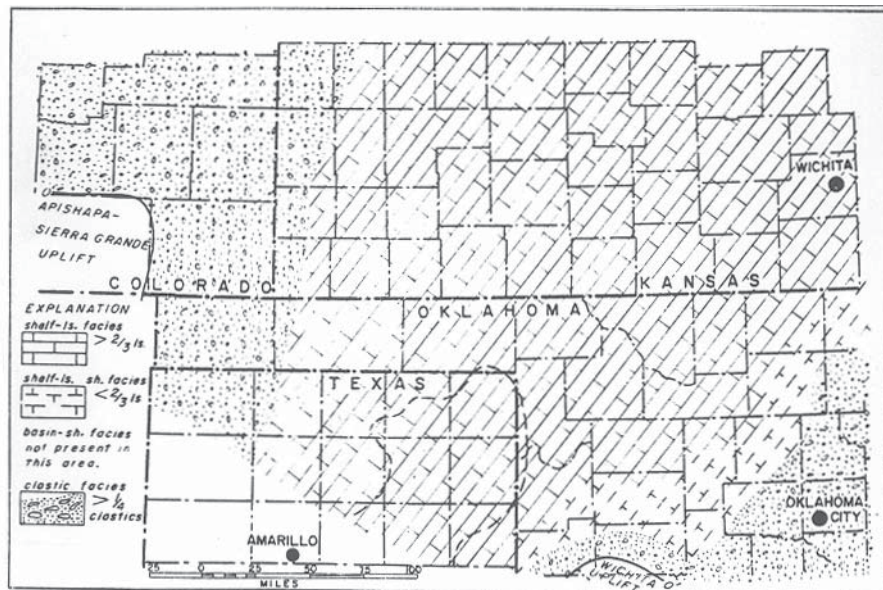 WICHITA
APISHAPA-
SIERRA GRANDE
UPLIFT
COLORADO
KANSAS
OKLAHOMA
EXPLANATION
shelf-ls. facies
> 2/3 ls.
TEXAS
shelf-ls. sh. facies
< 2/3 ls
basin-sh. facies
not present in
this area.
clastic facies
> 1/4
clastics
OKLAHOMA
CITY
AMARILLO
WICHITA
UPLIFT
25 0 25 50 100
MILES